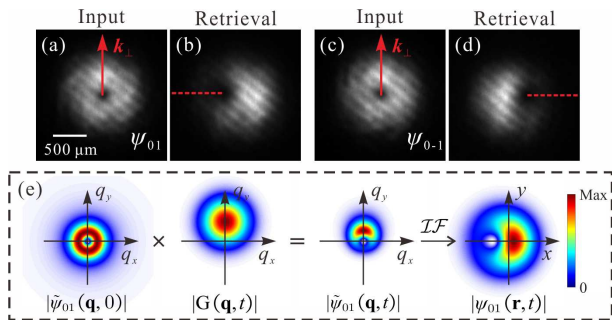 Input Retrieval Input Retrieval
(a) k⊥ (b) (c) k⊥ (d)
500 μm ψ01 ψ0-1
(e) qy qy qy y Max
× = ℐℱ
qx qx qx x 0
|ψ̃01(q,0)| |G(q,t)| |ψ̃01(q,t)| |ψ01(r,t)|